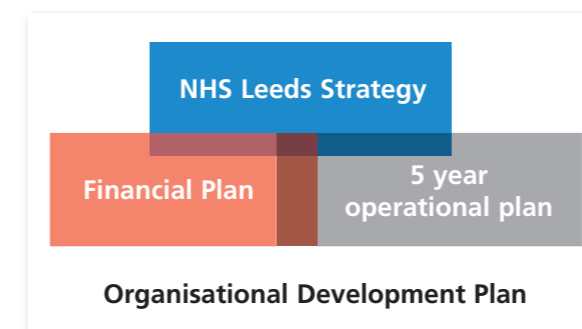 NHS Leeds Strategy
Financial Plan
5 year
operational plan
Organisational Development Plan